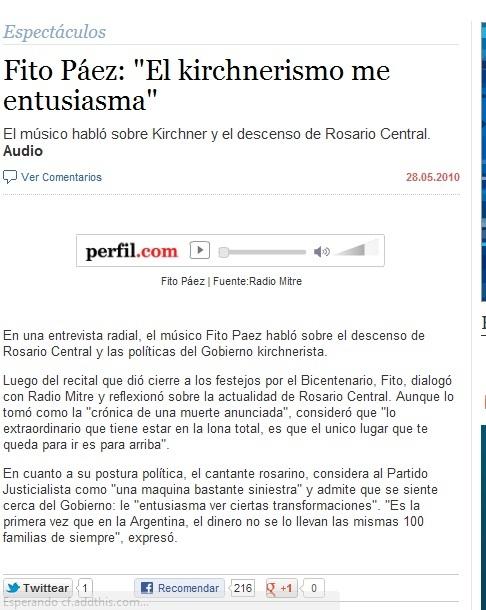 Espectáculos
Fito Páez: "El kirchnerismo me
entusiasma"
El músico habló sobre Kirchner y el descenso de Rosario Central.
Audio
Ver Comentarios
28.05.2010
perfil.com
Fito Páez | Fuente:Radio Mitre
En una entrevista radial, el músico Fito Paez habló sobre el descenso de
Rosario Central y las políticas del Gobierno kirchnerista.
Luego del recital que dió cierre a los festejos por el Bicentenario, Fito, dialogó
con Radio Mitre y reflexionó sobre la actualidad de Rosario Central. Aunque lo
tomó como la "crónica de una muerte anunciada", consideró que "lo
extraordinario que tiene estar en la lona total, es que el unico lugar que te
queda para ir es para arriba".
En cuanto a su postura política, el cantante rosarino, considera al Partido
Justicialista como "una maquina bastante siniestra" y admite que se siente
cerca del Gobierno: le "entusiasma ver ciertas transformaciones". "Es la
primera vez que en la Argentina, el dinero no se lo llevan las mismas 100
familias de siempre", expresó.
Twittear 1 Recomendar 216 g +1 0
Esperando cf.addthis.com...